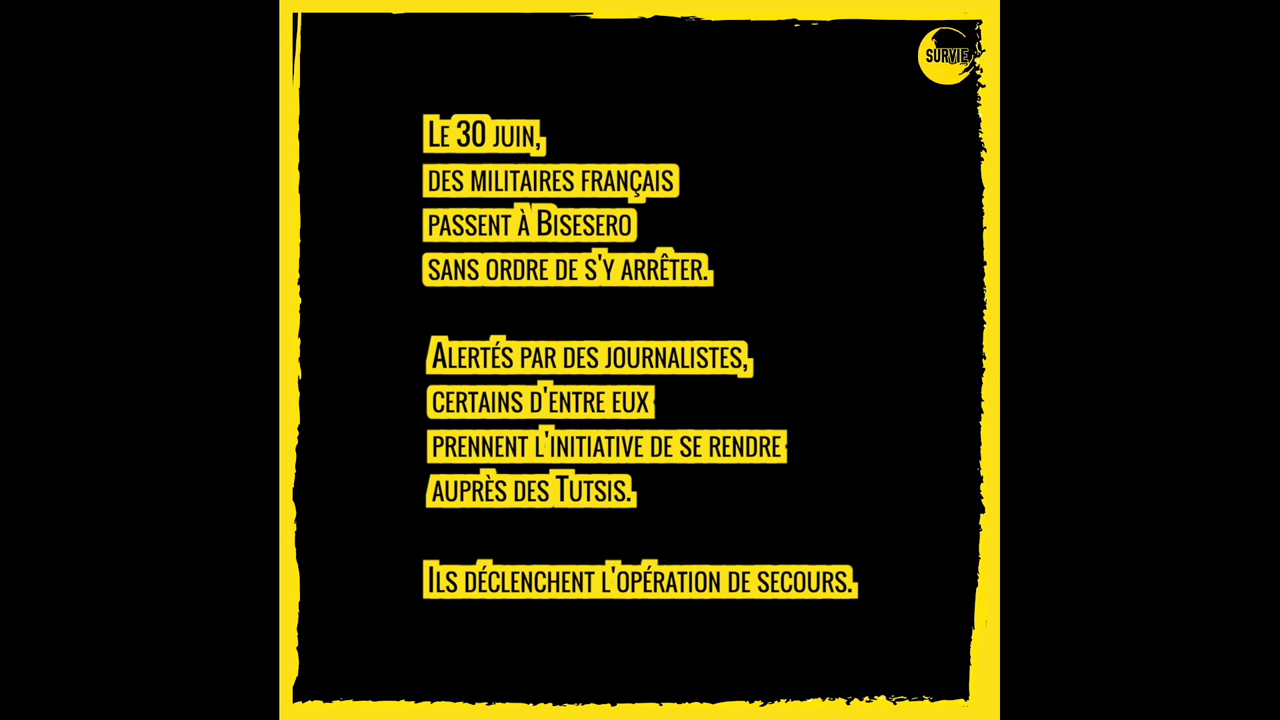 SURVIE
Le 30 juin,
des militaires français
passent à Bisesero
sans ordre de s'y arrêter.
Alertés par des journalistes,
certains d'entre eux
prennent l'initiative de se rendre
auprès des Tutsis.
Ils déclenchent l'opération de secours.